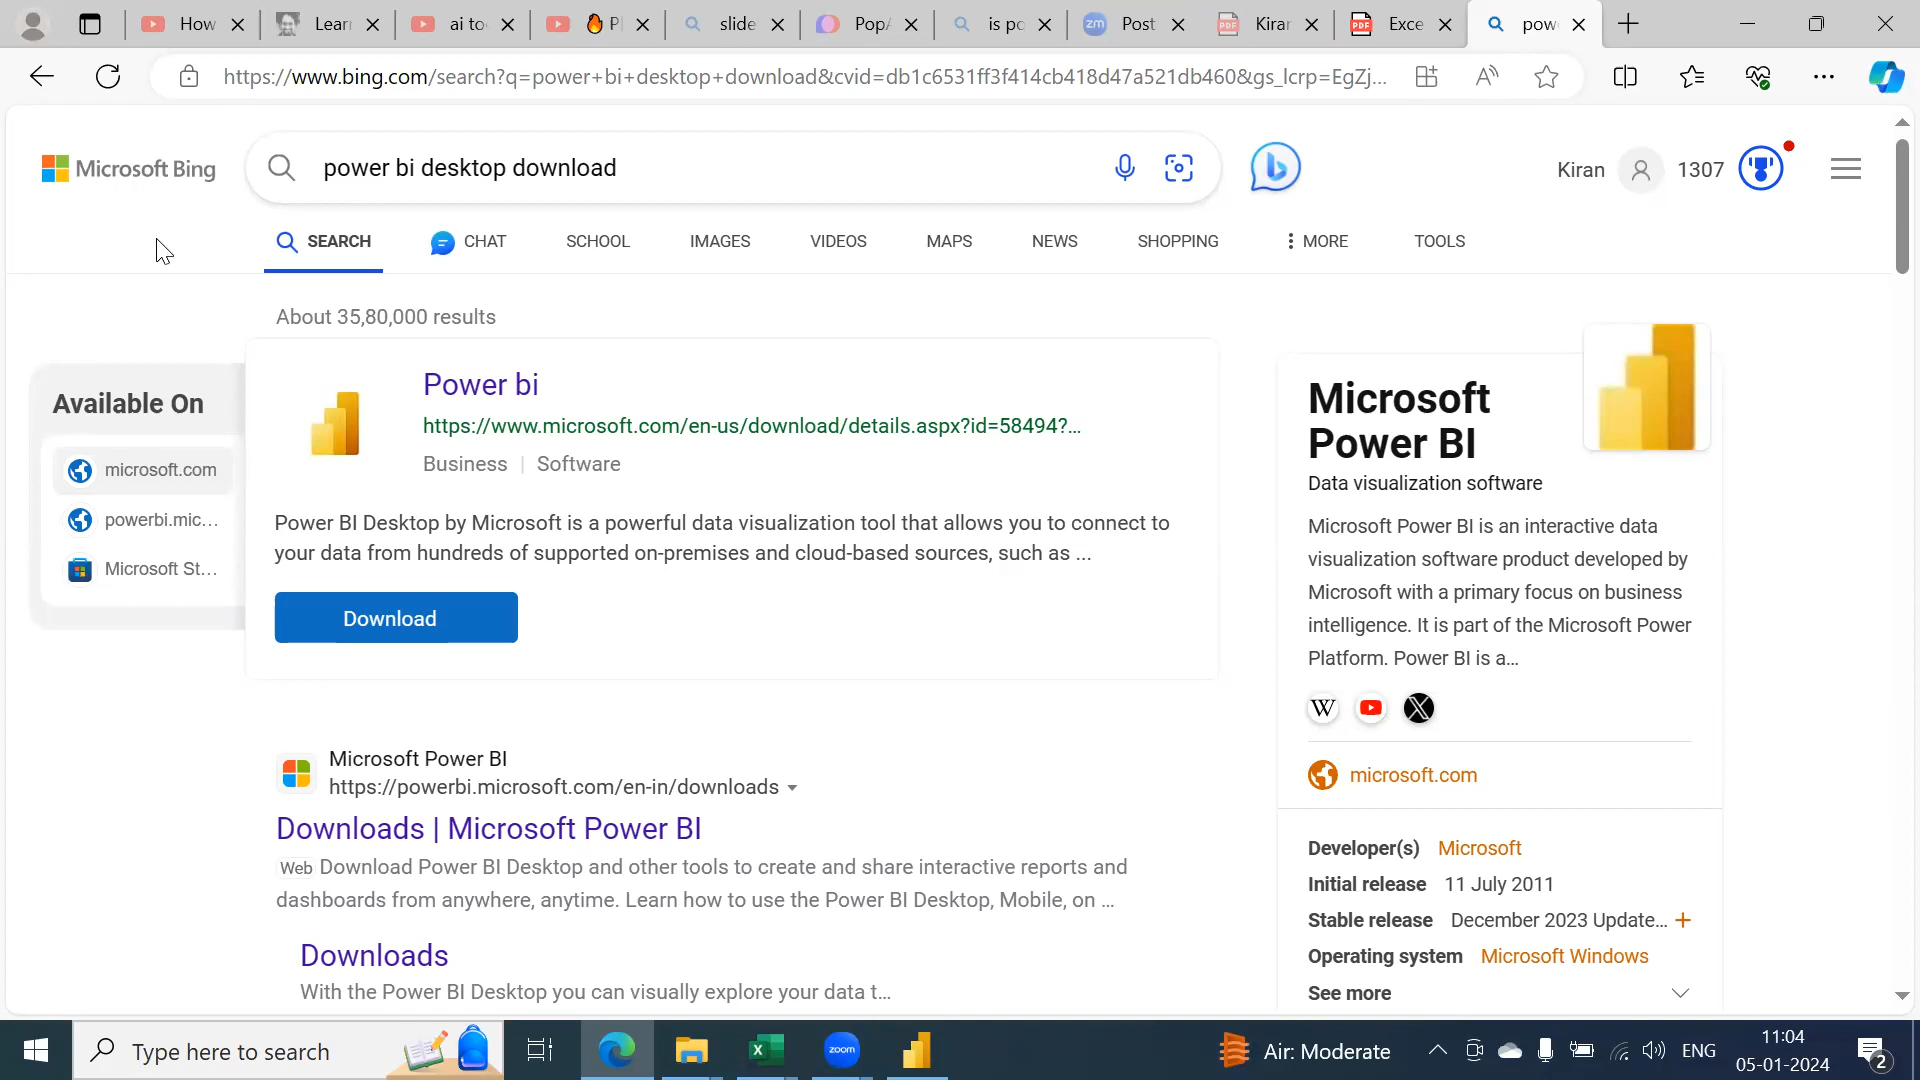 How
Lear
ai to
P
slide
Pop
is po
Post
Kirar
Exce
pow
https://www.bing.com/search?q=power+bi+desktop+download&cvid=db1c6531ff3f414cb418d47a521db460&gs_lcrp=EgZj...
Microsoft Bing
power bi desktop download
Kiran
1307
SEARCH
CHAT
SCHOOL
IMAGES
VIDEOS
MAPS
NEWS
SHOPPING
MORE
TOOLS
About 35,80,000 results
Available On
microsoft.com
powerbi.mic...
Microsoft St...
Power bi
https://www.microsoft.com/en-us/download/details.aspx?id=58494?...
Business | Software
Power BI Desktop by Microsoft is a powerful data visualization tool that allows you to connect to
your data from hundreds of supported on-premises and cloud-based sources, such as ...
Download
Microsoft Power BI
https://powerbi.microsoft.com/en-in/downloads
Downloads | Microsoft Power BI
Web Download Power BI Desktop and other tools to create and share interactive reports and
dashboards from anywhere, anytime. Learn how to use the Power BI Desktop, Mobile, on ...
Downloads
With the Power BI Desktop you can visually explore your data t...
Microsoft
Power BI
Data visualization software
Microsoft Power BI is an interactive data
visualization software product developed by
Microsoft with a primary focus on business
intelligence. It is part of the Microsoft Power
Platform. Power BI is a...
W
microsoft.com
Developer(s) Microsoft
Initial release 11 July 2011
Stable release December 2023 Update... +
Operating system Microsoft Windows
See more
Type here to search
zoom
Air: Moderate
ENG
11:04
05-01-2024
2